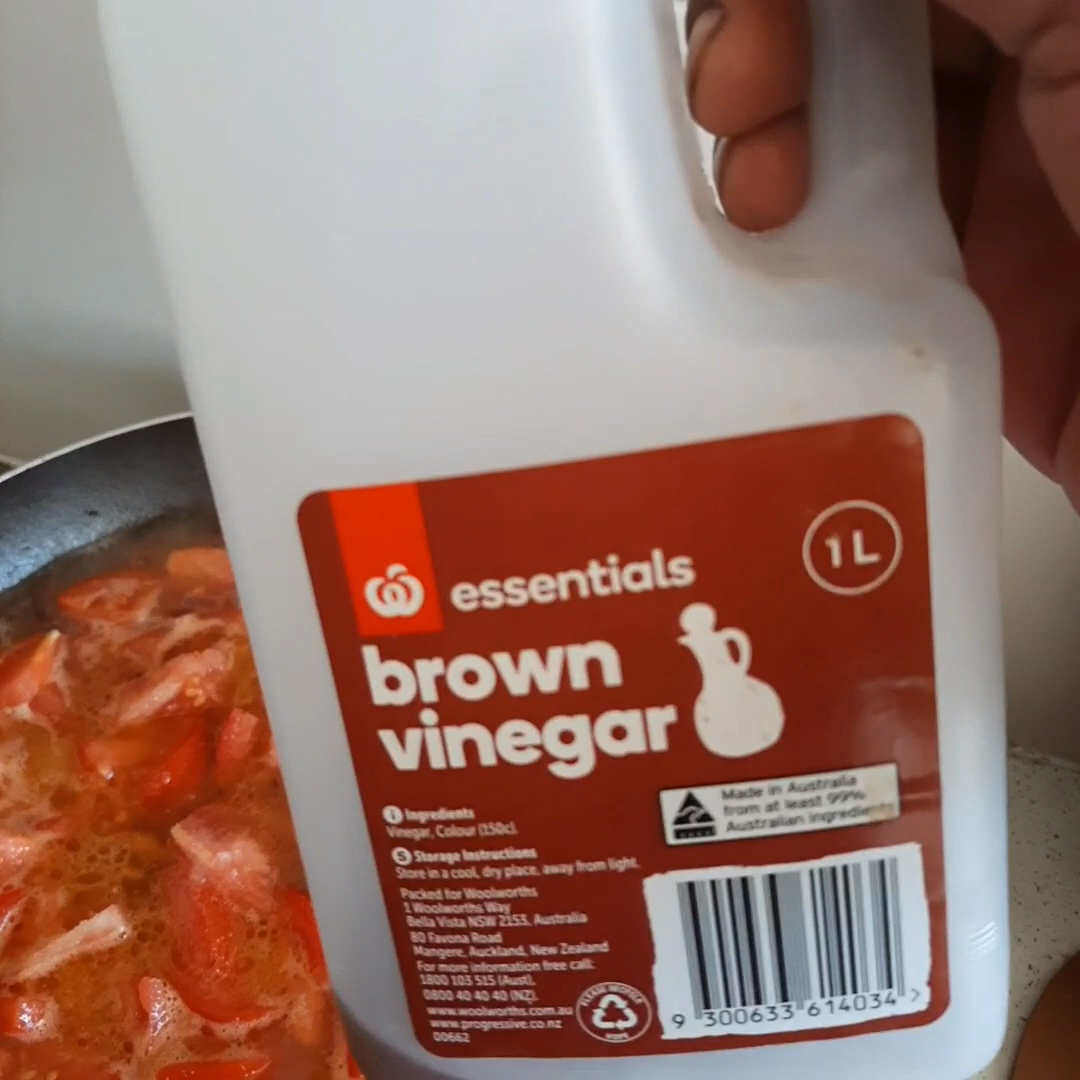 1L
essentials
brown
vinegar
Made in Australia
from at least 99%
Australian ingredients
Ingredients
Vinegar, Colour (150c).
S Storage Instructions
Store in a cool, dry place, away from light.
Packed for Woolworths
1 Woolworths Way
Bella Vista NSW 2153, Australia
80 Favona Road
Mangere, Auckland, New Zealand
For more information free call:
1800 103 515 (Aust),
0800 40 40 40 (NZ).
www.woolworths.com.au
www.progressive.co.nz
00662
PLEASE RECYCLE
HDPE
9 300633 614034 >